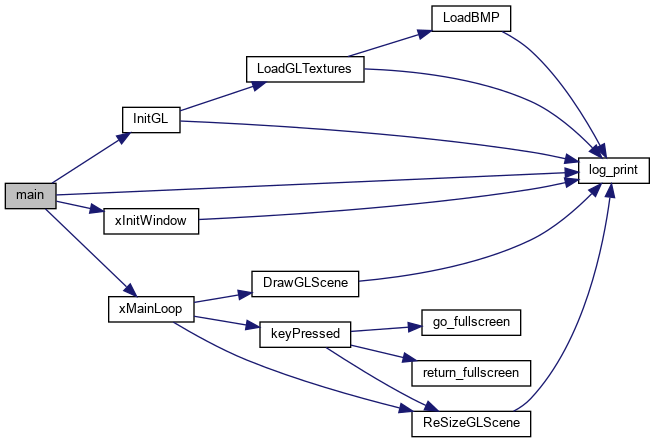 LoadBMP
LoadGLTextures
InitGL
log_print
main
xInitWindow
DrawGLScene
xMainLoop
go_fullscreen
keyPressed
return_fullscreen
ReSizeGLScene